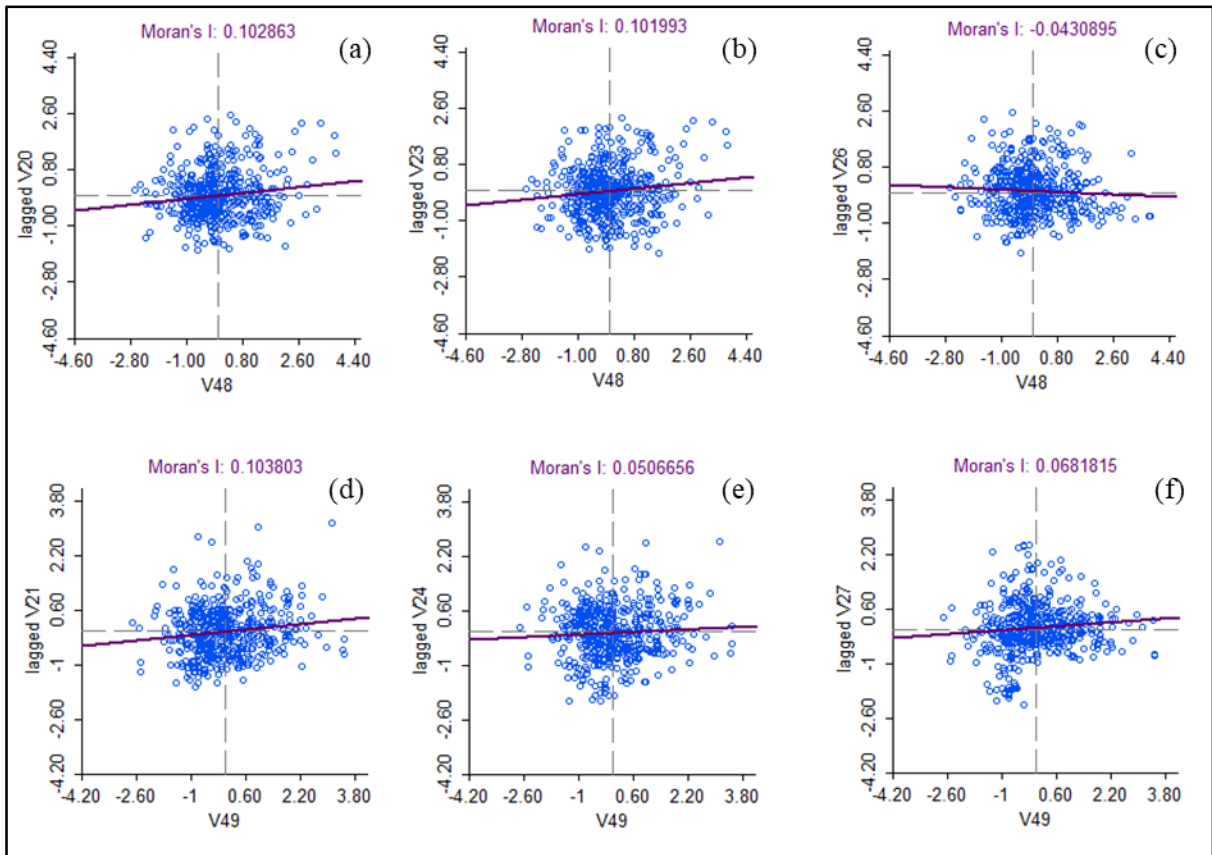 Moran's I: 0.102863
(a)
lagged V20
4.40
2.60
0.80
-1.00
-2.80
-4.60
-4.60 -2.80 -1.00 0.80 2.60 4.40
V48
Moran's I: 0.101993
(b)
lagged V23
4.40
2.60
0.80
-1.00
-2.80
-4.60
-4.60 -2.80 -1.00 0.80 2.60 4.40
V48
Moran's I: -0.0430895
(c)
lagged V26
4.40
2.60
0.80
-1.00
-2.80
-4.60
-4.60 -2.80 -1.00 0.80 2.60 4.40
V48
Moran's I: 0.103803
(d)
lagged V21
3.80
2.20
0.60
-1
-2.60
-4.20
-4.20 -2.60 -1 0.60 2.20 3.80
V49
Moran's I: 0.0506656
(e)
lagged V24
3.80
2.20
0.60
-1
-2.60
-4.20
-4.20 -2.60 -1 0.60 2.20 3.80
V49
Moran's I: 0.0681815
(f)
lagged V27
3.80
2.20
0.60
-1
-2.60
-4.20
-4.20 -2.60 -1 0.60 2.20 3.80
V49